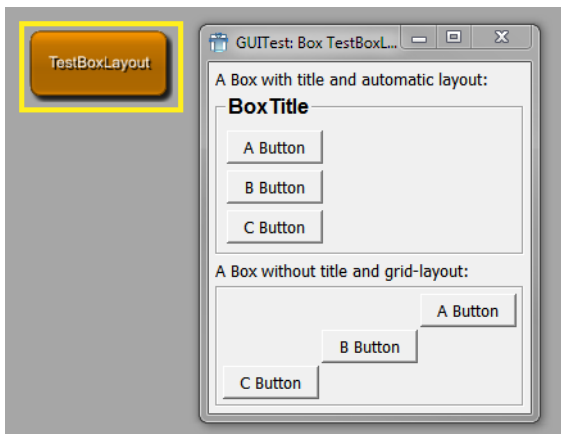 TestBoxLayout
GUITest: Box TestBoxL...
A Box with title and automatic layout:
BoxTitle
A Button
B Button
C Button
A Box without title and grid-layout:
A Button
B Button
C Button